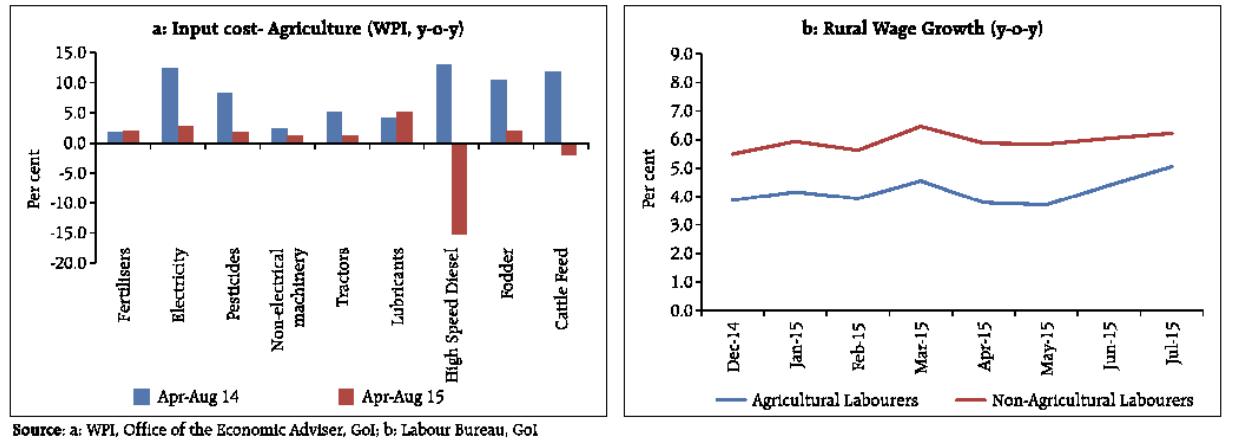 a: Input cost- Agriculture (WPI, y-o-y)
15.0
10.0
5.0
0.0
-5.0
-10.0
-15.0
-20.0
Per cent
Fertilisers
Electricity
Pesticides
Non-electrical
machinery
Tractors
Lubricants
High Speed Diesel
Fodder
Cattle Feed
Apr-Aug 14
Apr-Aug 15
b: Rural Wage Growth (y-o-y)
9.0
8.0
7.0
6.0
5.0
4.0
3.0
2.0
1.0
0.0
Per cent
Dec-14
Jan-15
Feb-15
Mar-15
Apr-15
May-15
Jun-15
Jul-15
Agricultural Labourers
Non-Agricultural Labourers
Source: a: WPI, Office of the Economic Adviser, GoI; b: Labour Bureau, GoI